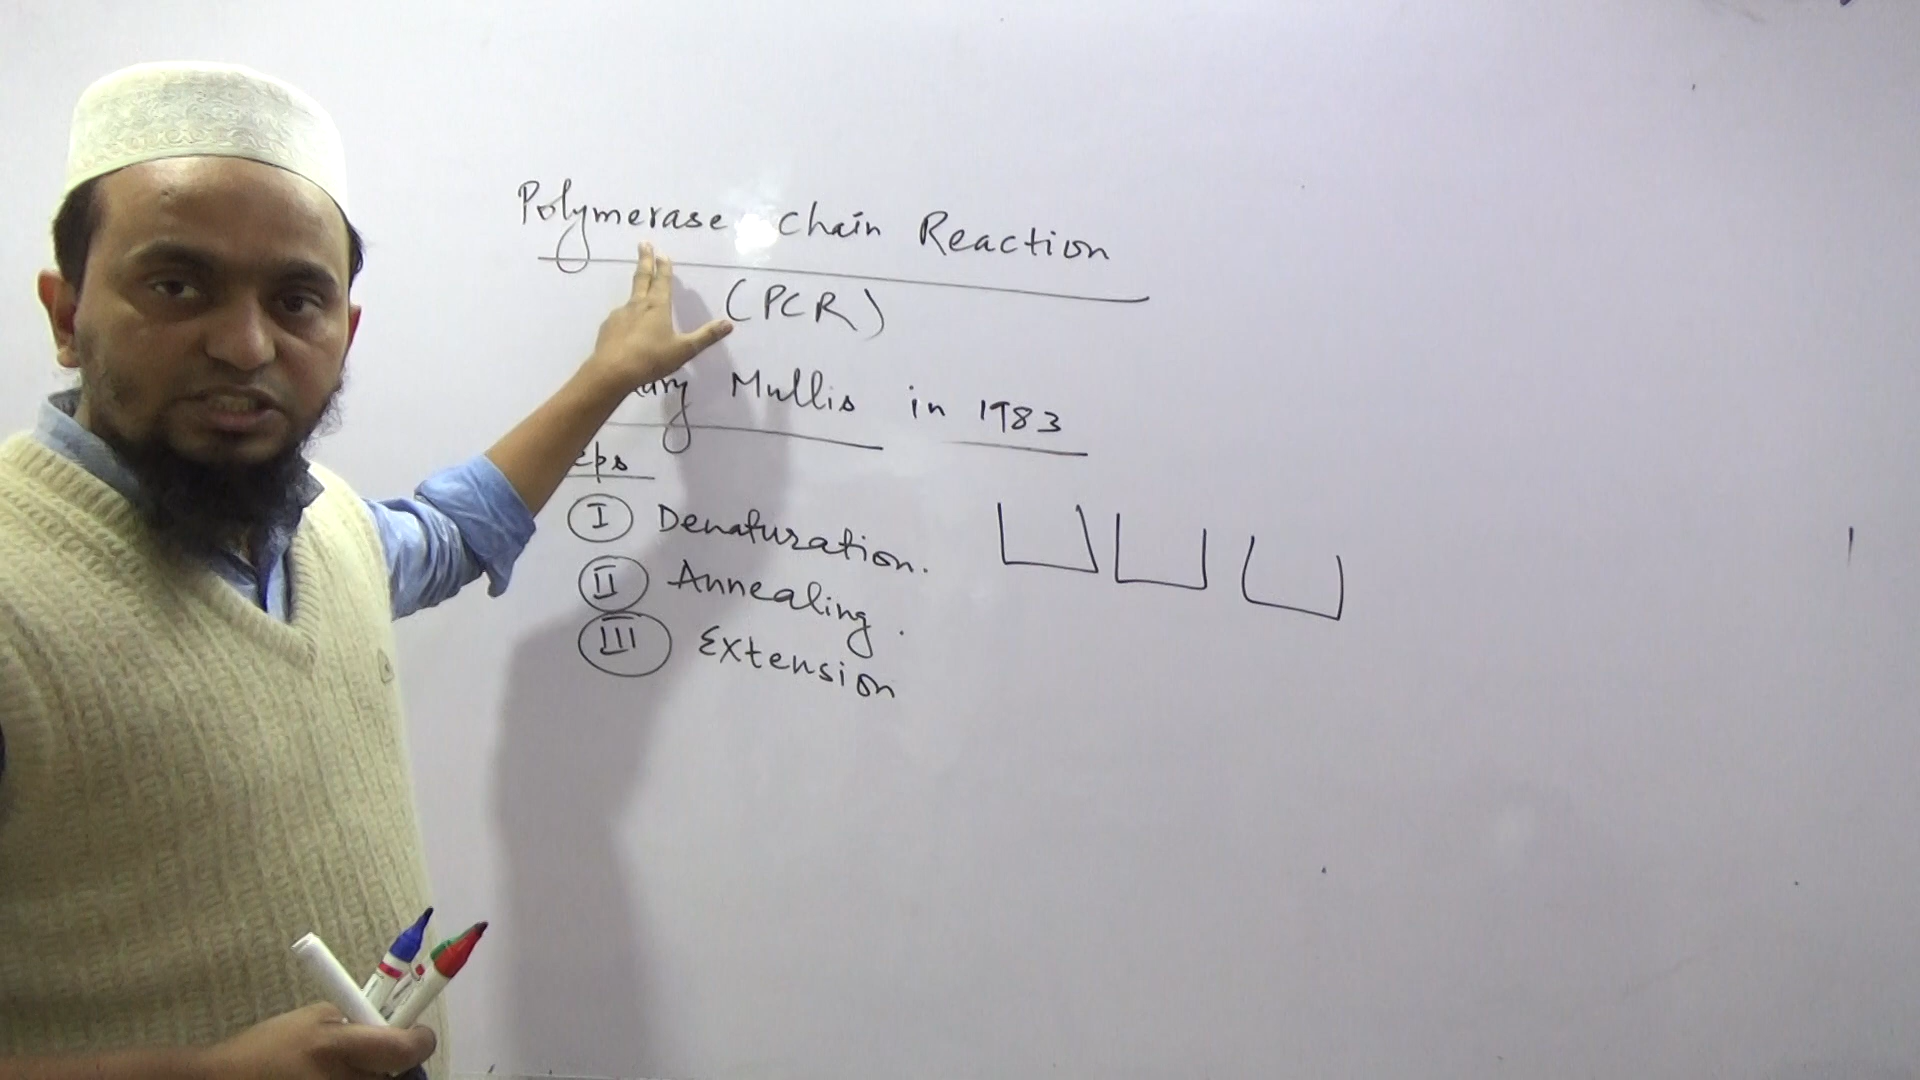 Polymerase chain Reaction
(PCR)
Mullis in 1983
I Denaturation.
II Annealing.
III Extension